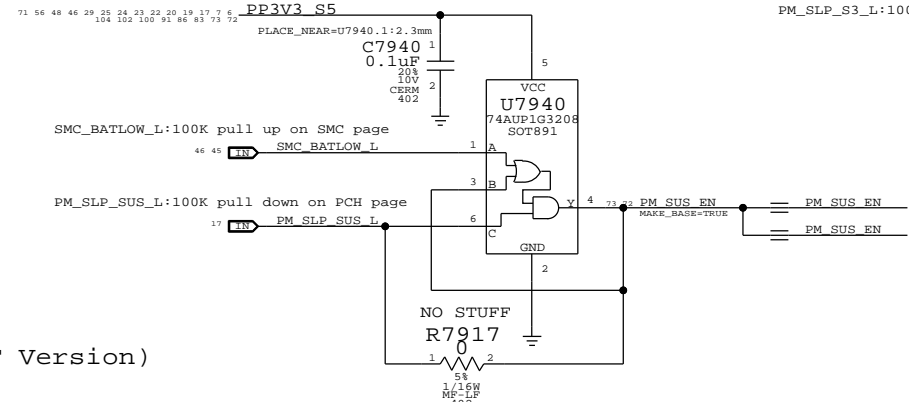 71 56 48 46 29 25 24 23 22 20 19 17 7 6 PP3V3_S5
104 102 100 91 86 83 73 72
PM_SLP_S3_L:100
PLACE_NEAR=U7940.1:2.3mm
C7940 1
0.1uF
20%
10V
CERM
402
2
5
VCC
U7940
74AUP1G3208
SOT891
SMC_BATLOW_L:100K pull up on SMC page
46 45 IN SMC_BATLOW_L 1 A
3 B
PM_SLP_SUS_L:100K pull down on PCH page
17 IN PM_SLP_SUS_L 6 C
Y 4 73 22 PM_SUS_EN
MAKE_BASE=TRUE
PM_SUS_EN
PM_SUS_EN
GND
2
NO STUFF
R7917
0
1 2
5%
1/16W
MF-LF
402
Version)